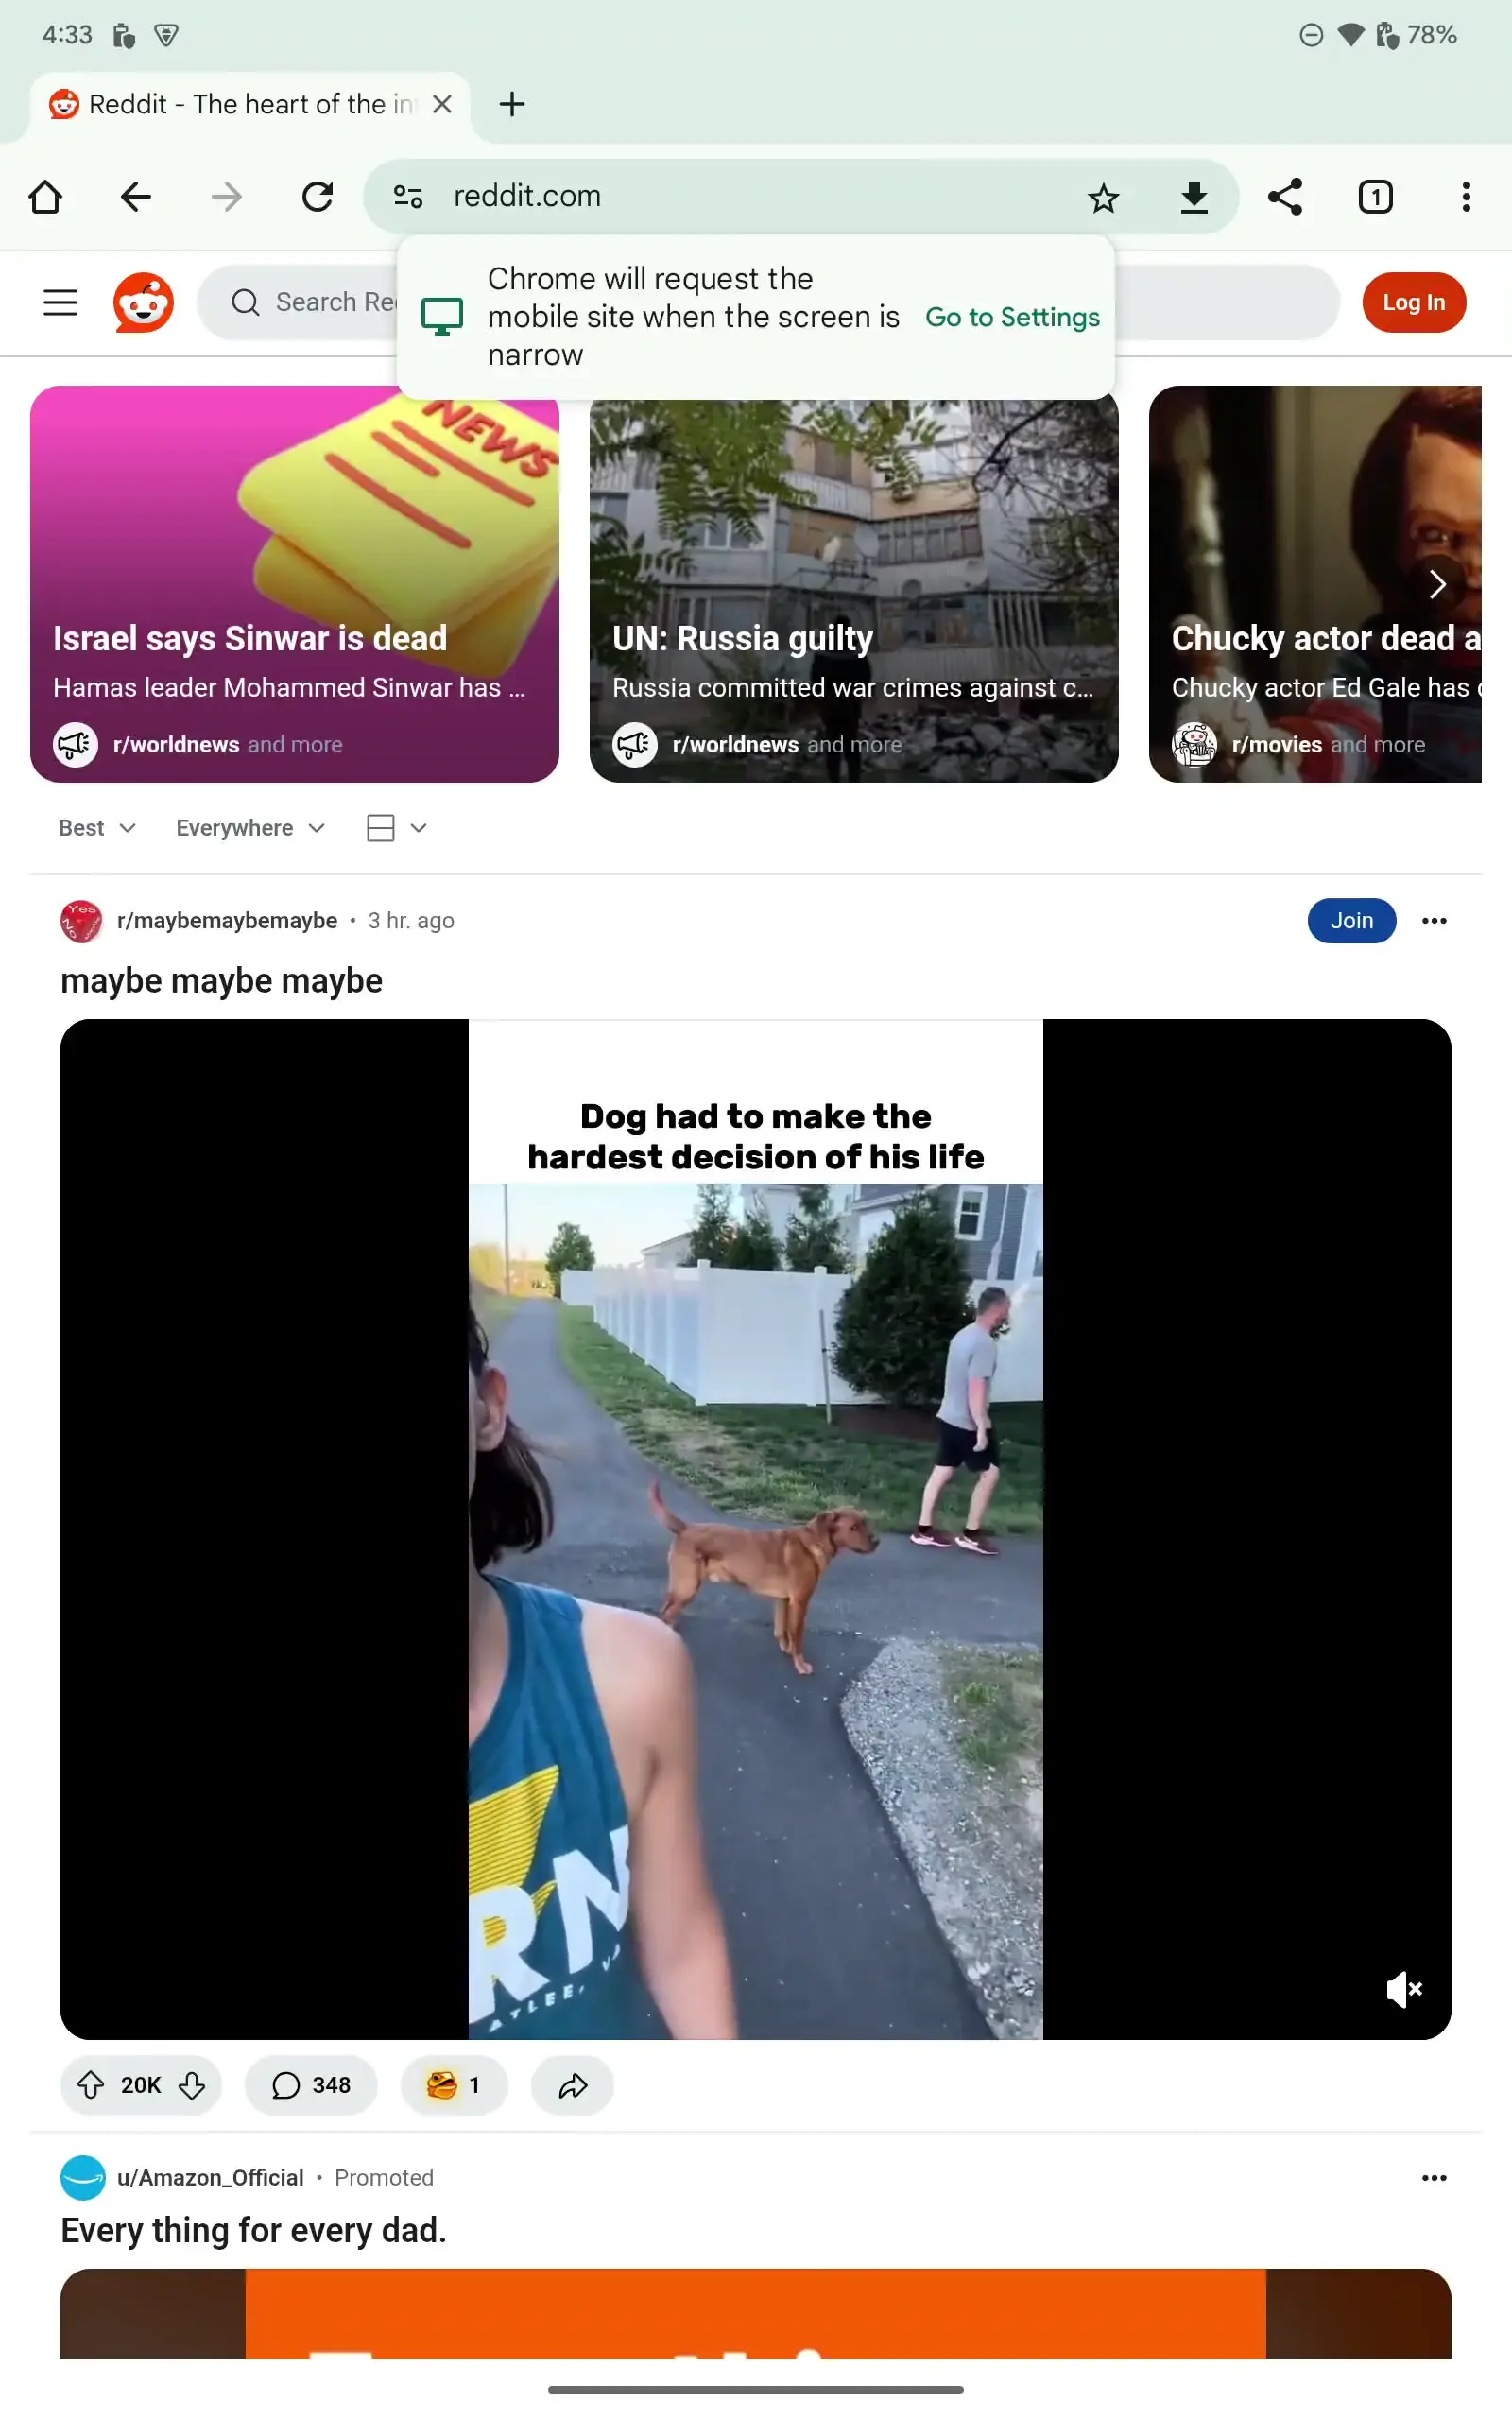 4:33
78%
Reddit - The heart of the in
reddit.com
1
Chrome will request the
mobile site when the screen is
narrow
Go to Settings
Search Re
Log In
NEWS
Israel says Sinwar is dead
Hamas leader Mohammed Sinwar has ...
r/worldnews and more
UN: Russia guilty
Russia committed war crimes against c...
r/worldnews and more
Chucky actor dead a
Chucky actor Ed Gale has
r/movies and more
Best
Everywhere
Yes
NO
r/maybemaybemaybe • 3 hr. ago
Join
maybe maybe maybe
Dog had to make the
hardest decision of his life
RN
20K
348
1
u/Amazon_Official • Promoted
Every thing for every dad.